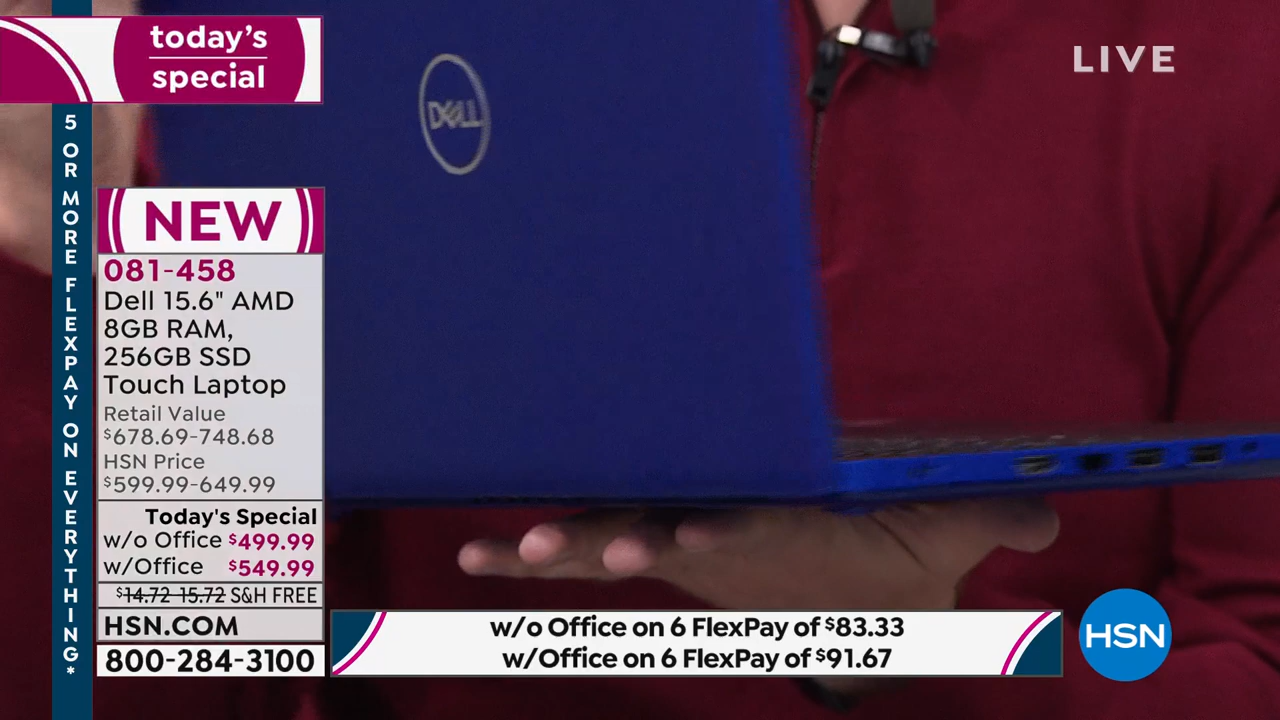 today's
special
LIVE
DELL
5 OR MORE FLEXPAY ON EVERYTHING*
NEW
081-458
Dell 15.6" AMD
8GB RAM,
256GB SSD
Touch Laptop
Retail Value
$678.69-748.68
HSN Price
$599.99-649.99
Today's Special
w/o Office $499.99
w/Office $549.99
$14.72-15.72 S&H FREE
HSN.COM
800-284-3100
w/o Office on 6 FlexPay of $83.33
w/Office on 6 FlexPay of $91.67
HSN